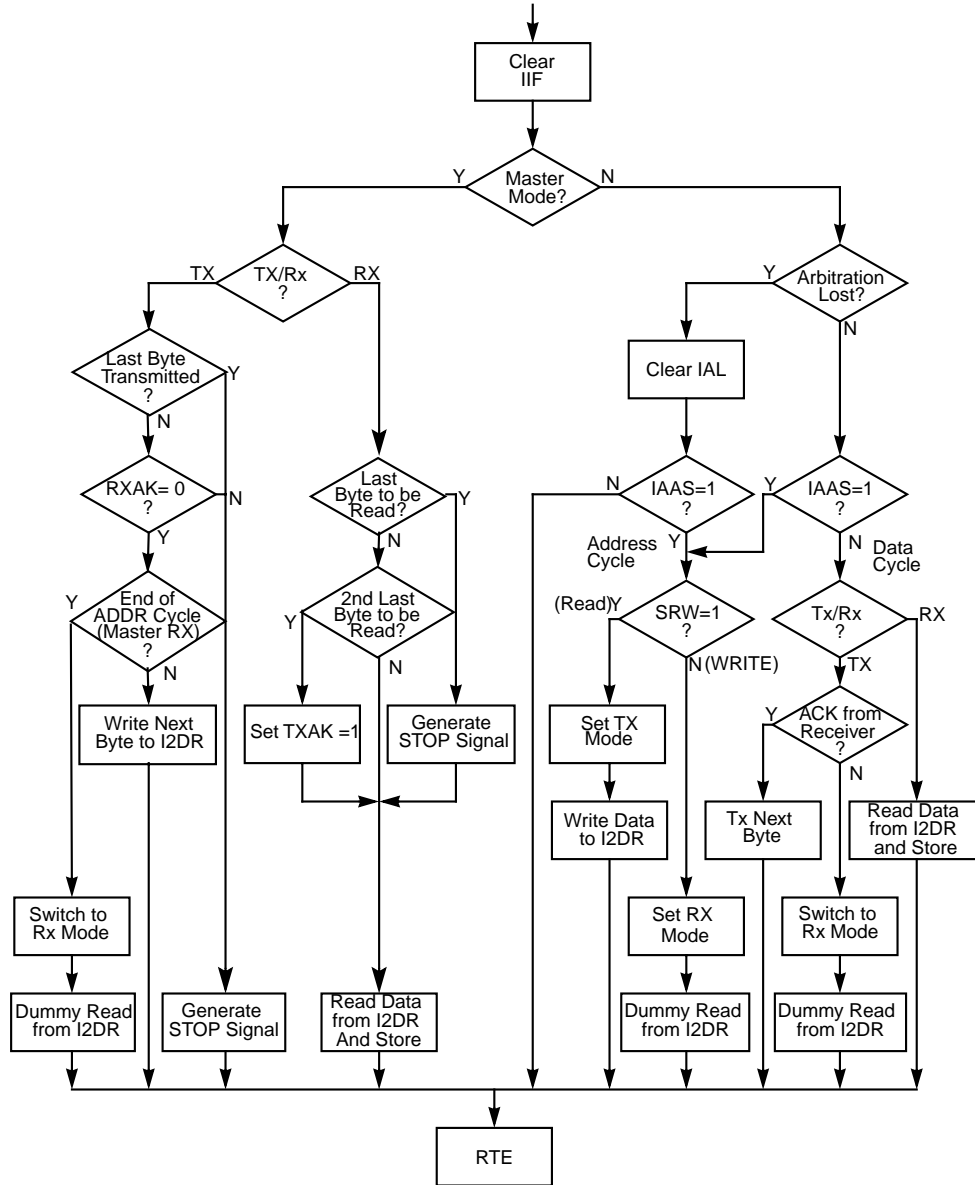 Clear
IIF
Y
Master
Mode?
N
TX
TX/Rx
?
RX
Y
Arbitration
Lost?
N
Last Byte
Transmitted
?
Y
N
Clear IAL
RXAK= 0
?
N
Y
Last
Byte to be
Read?
Y
N
N
IAAS=1
?
Y
Address
Cycle
Y
IAAS=1
?
N
Data
Cycle
Y
End of
ADDR Cycle
(Master RX)
?
N
Y
2nd Last
Byte to be
Read?
N
(Read)
Y
SRW=1
?
N
(WRITE)
Tx/Rx
?
RX
TX
Write Next
Byte to I2DR
Set TXAK =1
Generate
STOP Signal
Set TX
Mode
Y
ACK from
Receiver
?
N
Write Data
to I2DR
Tx Next
Byte
Read Data
from I2DR
and Store
Switch to
Rx Mode
Set RX
Mode
Switch to
Rx Mode
Dummy Read
from I2DR
Generate
STOP Signal
Read Data
from I2DR
And Store
Dummy Read
from I2DR
Dummy Read
from I2DR
RTE